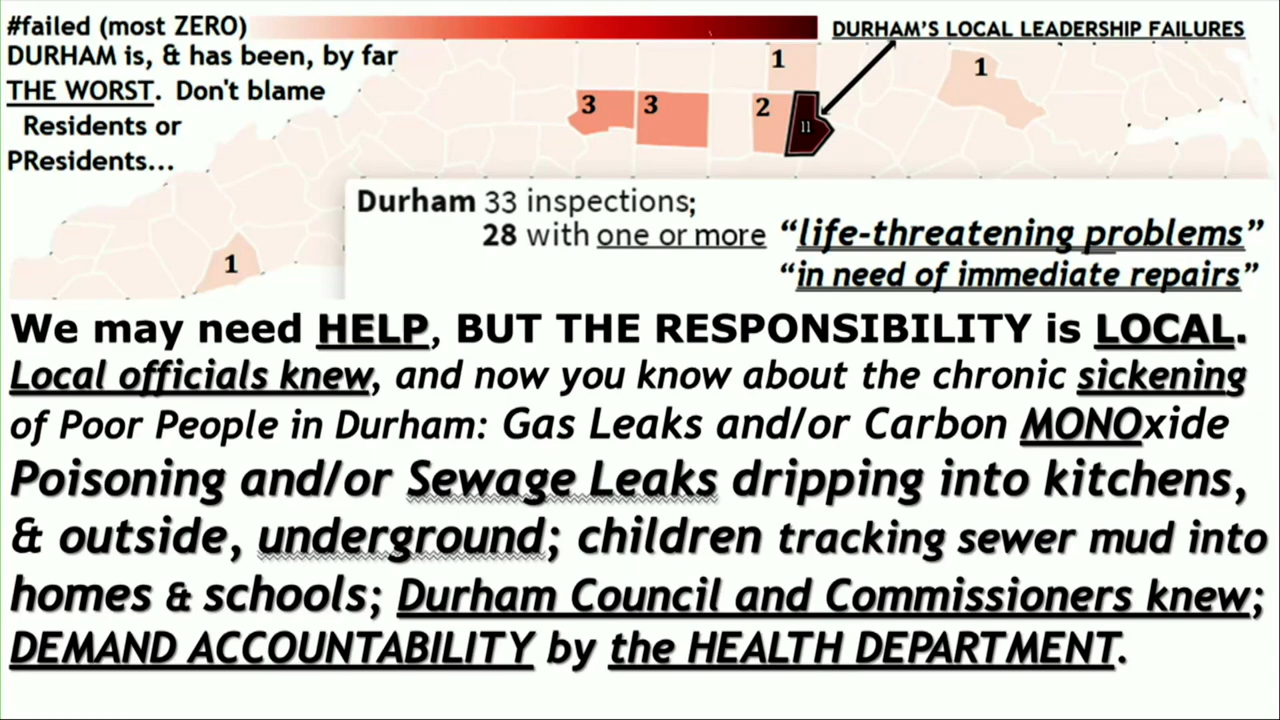 #failed (most ZERO)
DURHAM'S LOCAL LEADERSHIP FAILURES
DURHAM is, & has been, by far
THE WORST. Don't blame
Residents or
PResidents...
1
1
3
3
2
11
1
Durham 33 inspections;
28 with one or more "life-threatening problems"
"in need of immediate repairs"
We may need HELP, BUT THE RESPONSIBILITY is LOCAL.
Local officials knew, and now you know about the chronic sickening
of Poor People in Durham: Gas Leaks and/or Carbon MONOxide
Poisoning and/or Sewage Leaks dripping into kitchens,
& outside, underground; children tracking sewer mud into
homes & schools; Durham Council and Commissioners knew;
DEMAND ACCOUNTABILITY by the HEALTH DEPARTMENT.